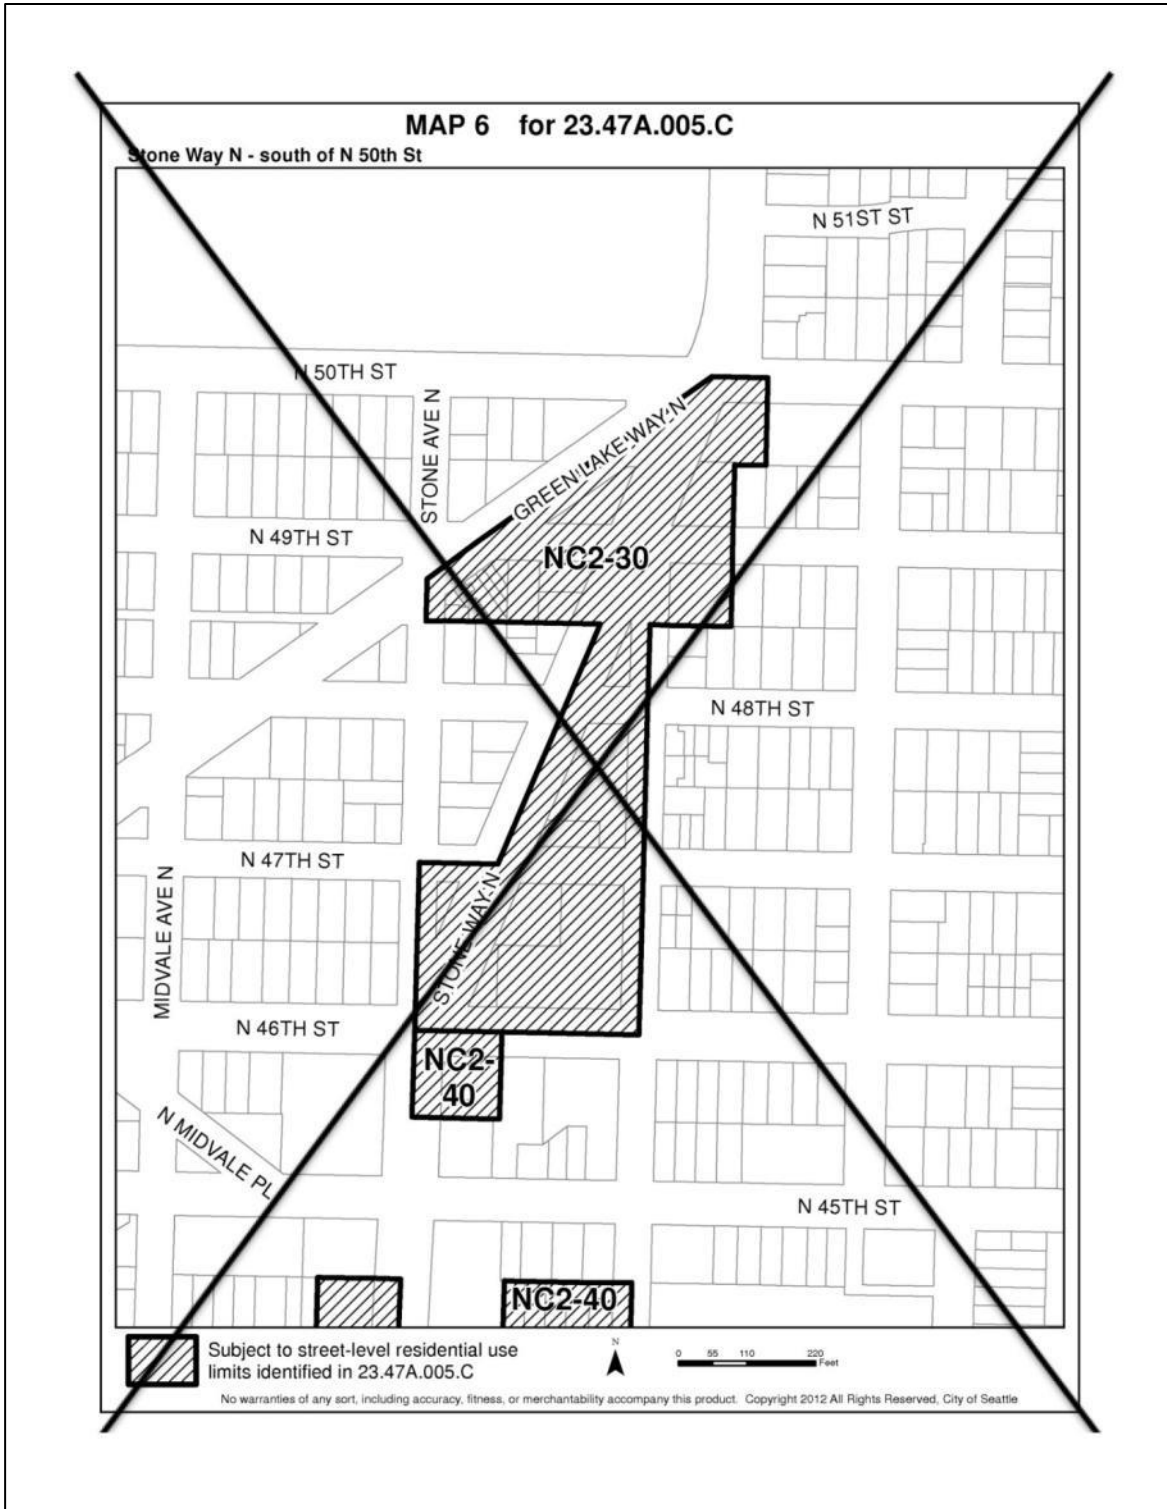 MAP 6 for 23.47A.005.C
Stone Way N - south of N 50th St
N 51ST ST
N 50TH ST
STONE AVE N
GREEN LAKE WAY N
N 49TH ST
NC2-30
N 48TH ST
N 47TH ST
MIDVALE AVE N
STONE WAY N
N 46TH ST
NC2-
40
N MIDVALE PL
N 45TH ST
NC2-40
Subject to street-level residential use
limits identified in 23.47A.005.C
N
0 55 110 220
Feet
No warranties of any sort, including accuracy, fitness, or merchantability accompany this product. Copyright 2012 All Rights Reserved, City of Seattle